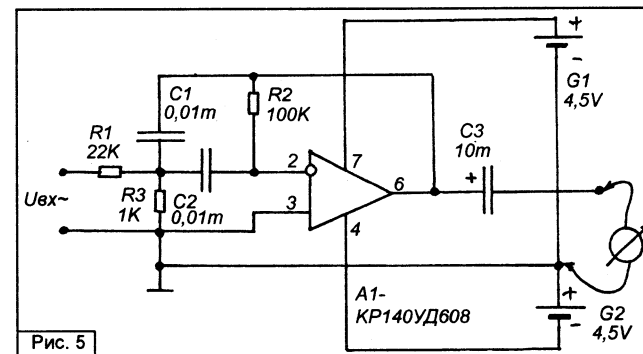 C1
0,01m
R2
100K
R1
22K
C3
10m
+
Uвх~
R3
1K
C2
0,01m
2
3
7
6
4
+
-
G1
4,5V
+
-
G2
4,5V
A1-
КР140УД608
Рис. 5